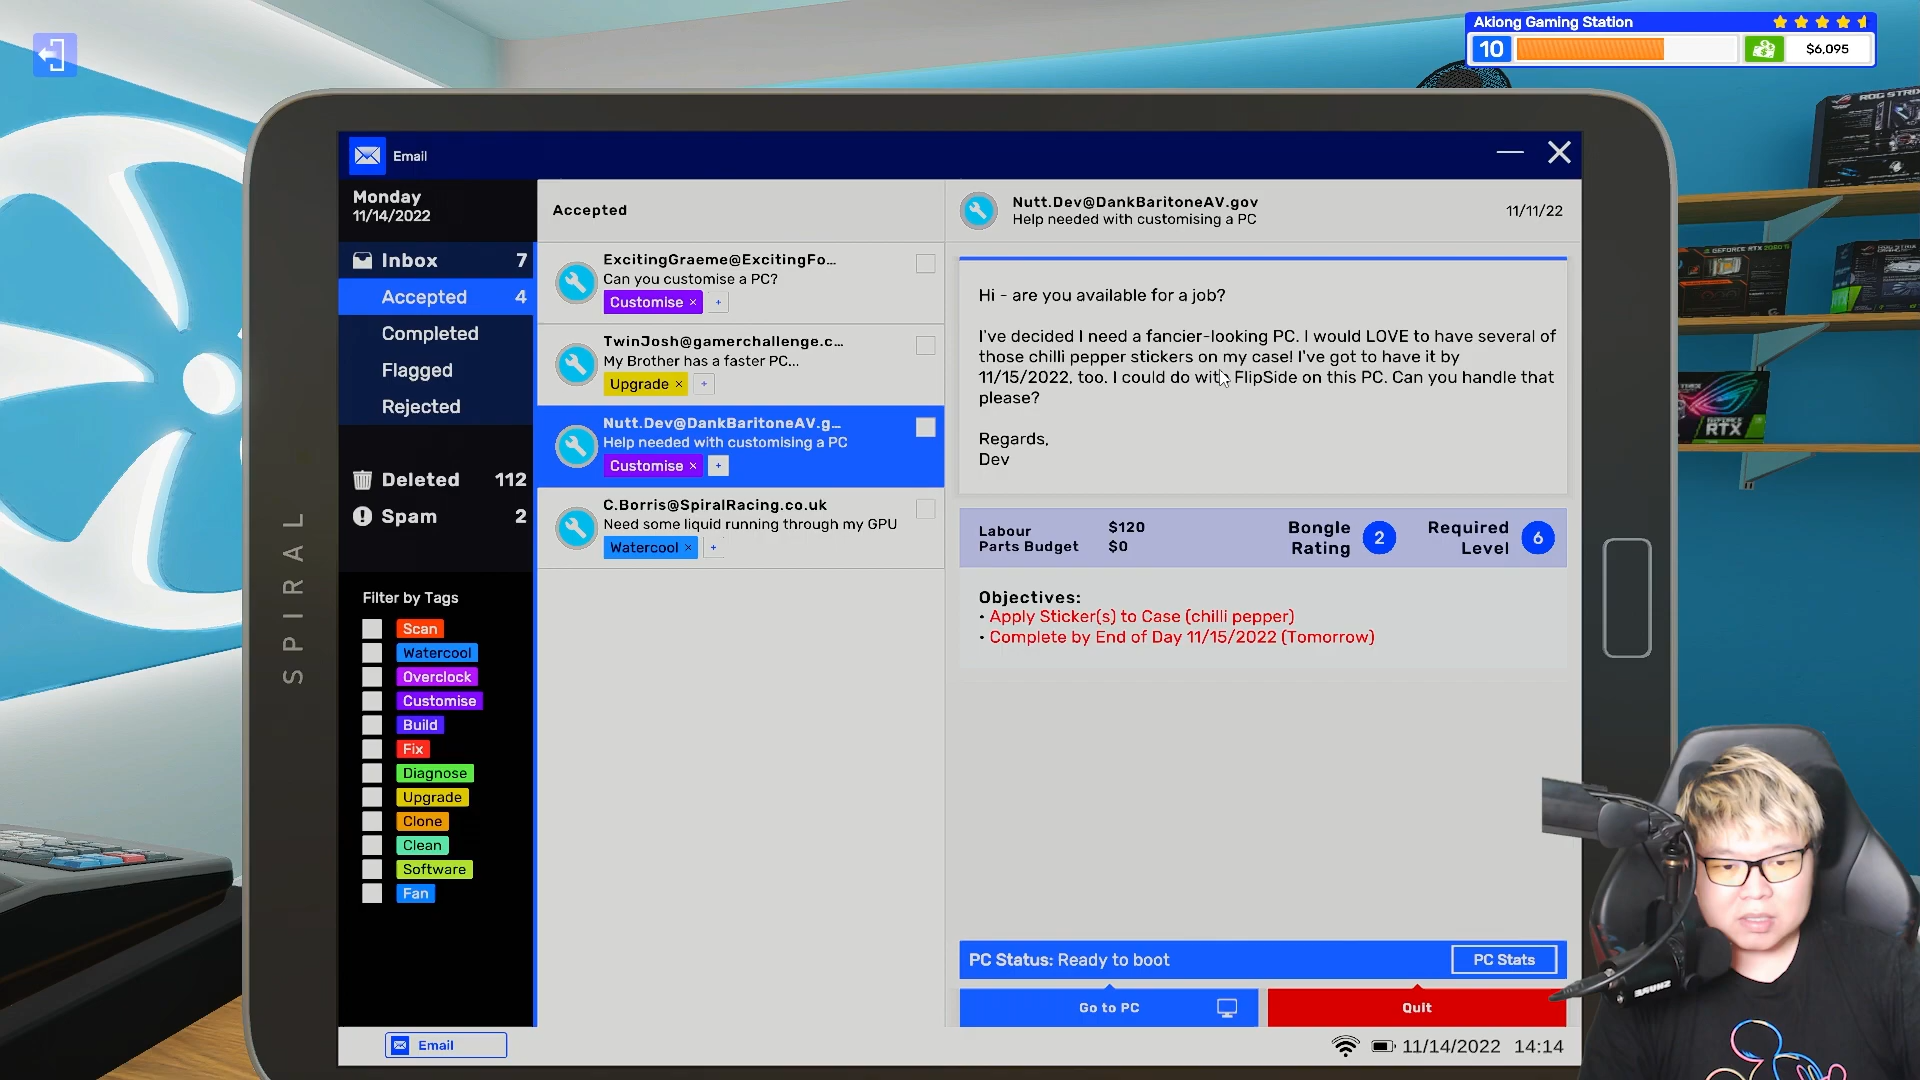 Akiong Gaming Station
10
$6,095
Email
Monday
11/14/2022
Inbox 7
Accepted 4
Completed
Flagged
Rejected
Deleted 112
Spam 2
Filter by Tags
Scan
Watercool
Overclock
Customise
Build
Fix
Diagnose
Upgrade
Clone
Clean
Software
Fan
Accepted
ExcitingGraeme@ExcitingFo...
Can you customise a PC?
Customise × +
TwinJosh@gamerchallenge.c...
My Brother has a faster PC...
Upgrade × +
Nutt.Dev@DankBaritoneAV.g...
Help needed with customising a PC
Customise × +
C.Borris@SpiralRacing.co.uk
Need some liquid running through my GPU
Watercool × +
Nutt.Dev@DankBaritoneAV.gov
Help needed with customising a PC
11/11/22
Hi - are you available for a job?
I've decided I need a fancier-looking PC. I would LOVE to have several of
those chilli pepper stickers on my case! I've got to have it by
11/15/2022, too. I could do with FlipSide on this PC. Can you handle that
please?
Regards,
Dev
Labour $120
Parts Budget $0
Bongle Rating 2
Required Level 6
Objectives:
• Apply Sticker(s) to Case (chilli pepper)
• Complete by End of Day 11/15/2022 (Tomorrow)
PC Status: Ready to boot
PC Stats
Go to PC
Quit
Email
11/14/2022 14:14
SPIRAL
ROG STRIX
GEFORCE RTX
RTX